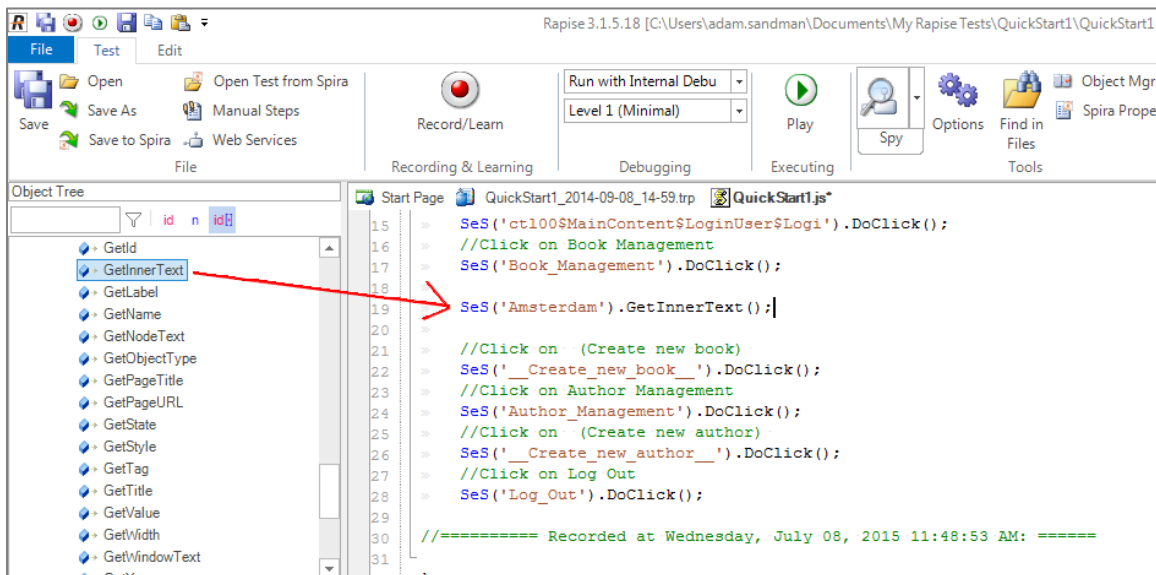 Rapise 3.1.5.18 [C:\Users\adam.sandman\Documents\My Rapise Tests\QuickStart1\QuickStart1
File Test Edit
Open Open Test from Spira
Save As Manual Steps
Save to Spira Web Services
Save
File
Record/Learn
Recording & Learning
Run with Internal Debu
Level 1 (Minimal)
Debugging
Play
Executing
Spy
Options
Find in
Files
Object Mgr
Spira Prope
Tools
Object Tree
id n id[-]
GetId
GetInnerText
GetLabel
GetName
GetNodeText
GetObjectType
GetPageTitle
GetPageURL
GetState
GetStyle
GetTag
GetTitle
GetValue
GetWidth
GetWindowText
Start Page QuickStart1_2014-09-08_14-59.trp QuickStart1.js*
15 SeS('ctl00$MainContent$LoginUser$Logi').DoClick();
16 //Click on Book Management
17 SeS('Book_Management').DoClick();
18
19 SeS('Amsterdam').GetInnerText();
20
21 //Click on (Create new book)
22 SeS('__Create_new_book__').DoClick();
23 //Click on Author Management
24 SeS('Author_Management').DoClick();
25 //Click on (Create new author)
26 SeS('__Create_new_author__').DoClick();
27 //Click on Log Out
28 SeS('Log_Out').DoClick();
29
30 //========== Recorded at Wednesday, July 08, 2015 11:48:53 AM: ======
31